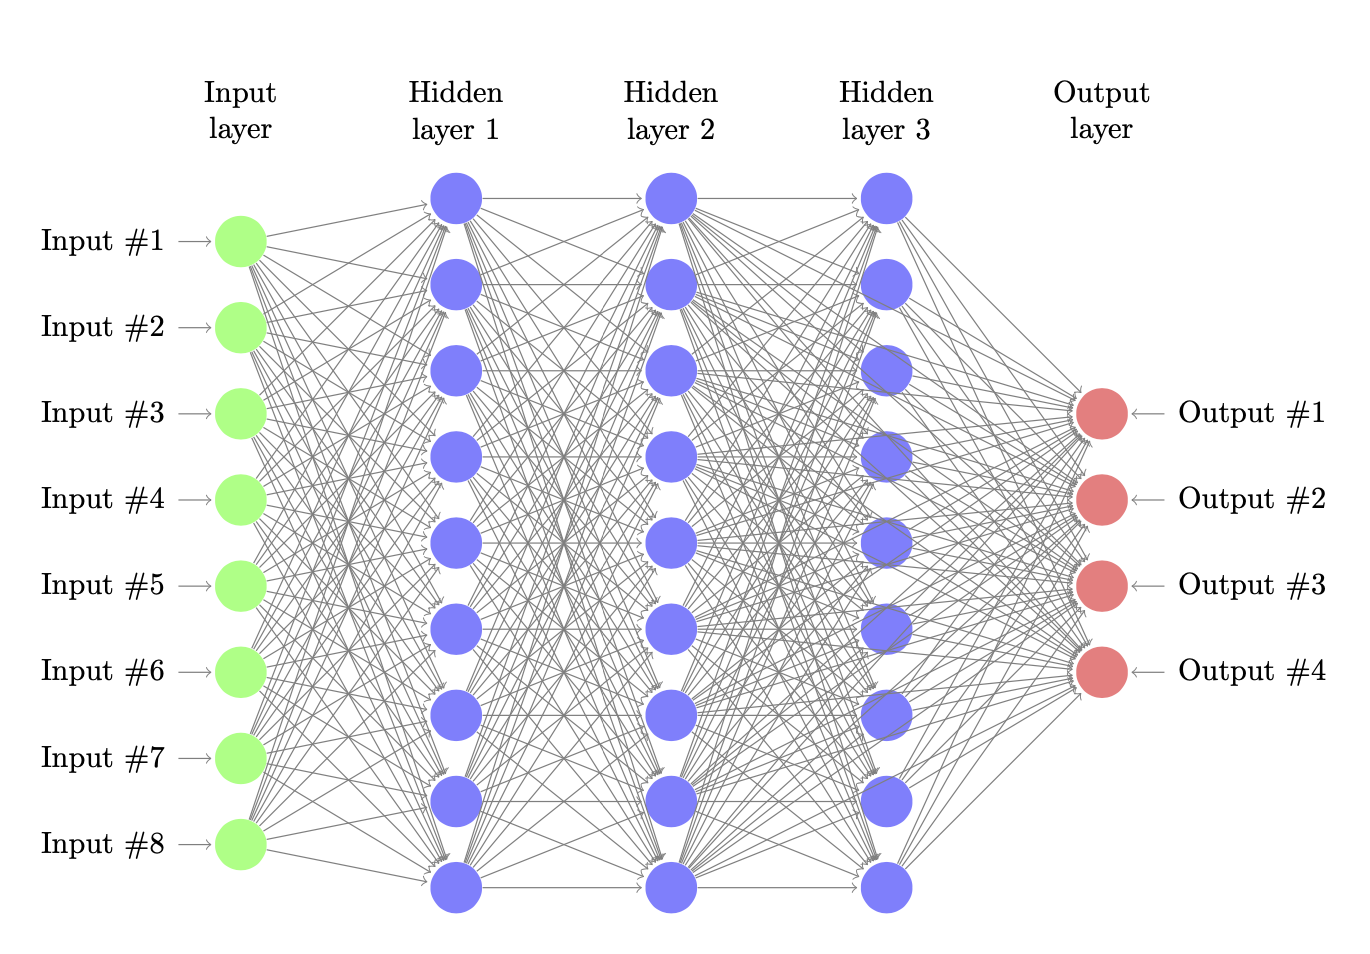 Input
layer
Hidden
layer 1
Hidden
layer 2
Hidden
layer 3
Output
layer
Input #1
Input #2
Input #3
Input #4
Input #5
Input #6
Input #7
Input #8
Output #1
Output #2
Output #3
Output #4